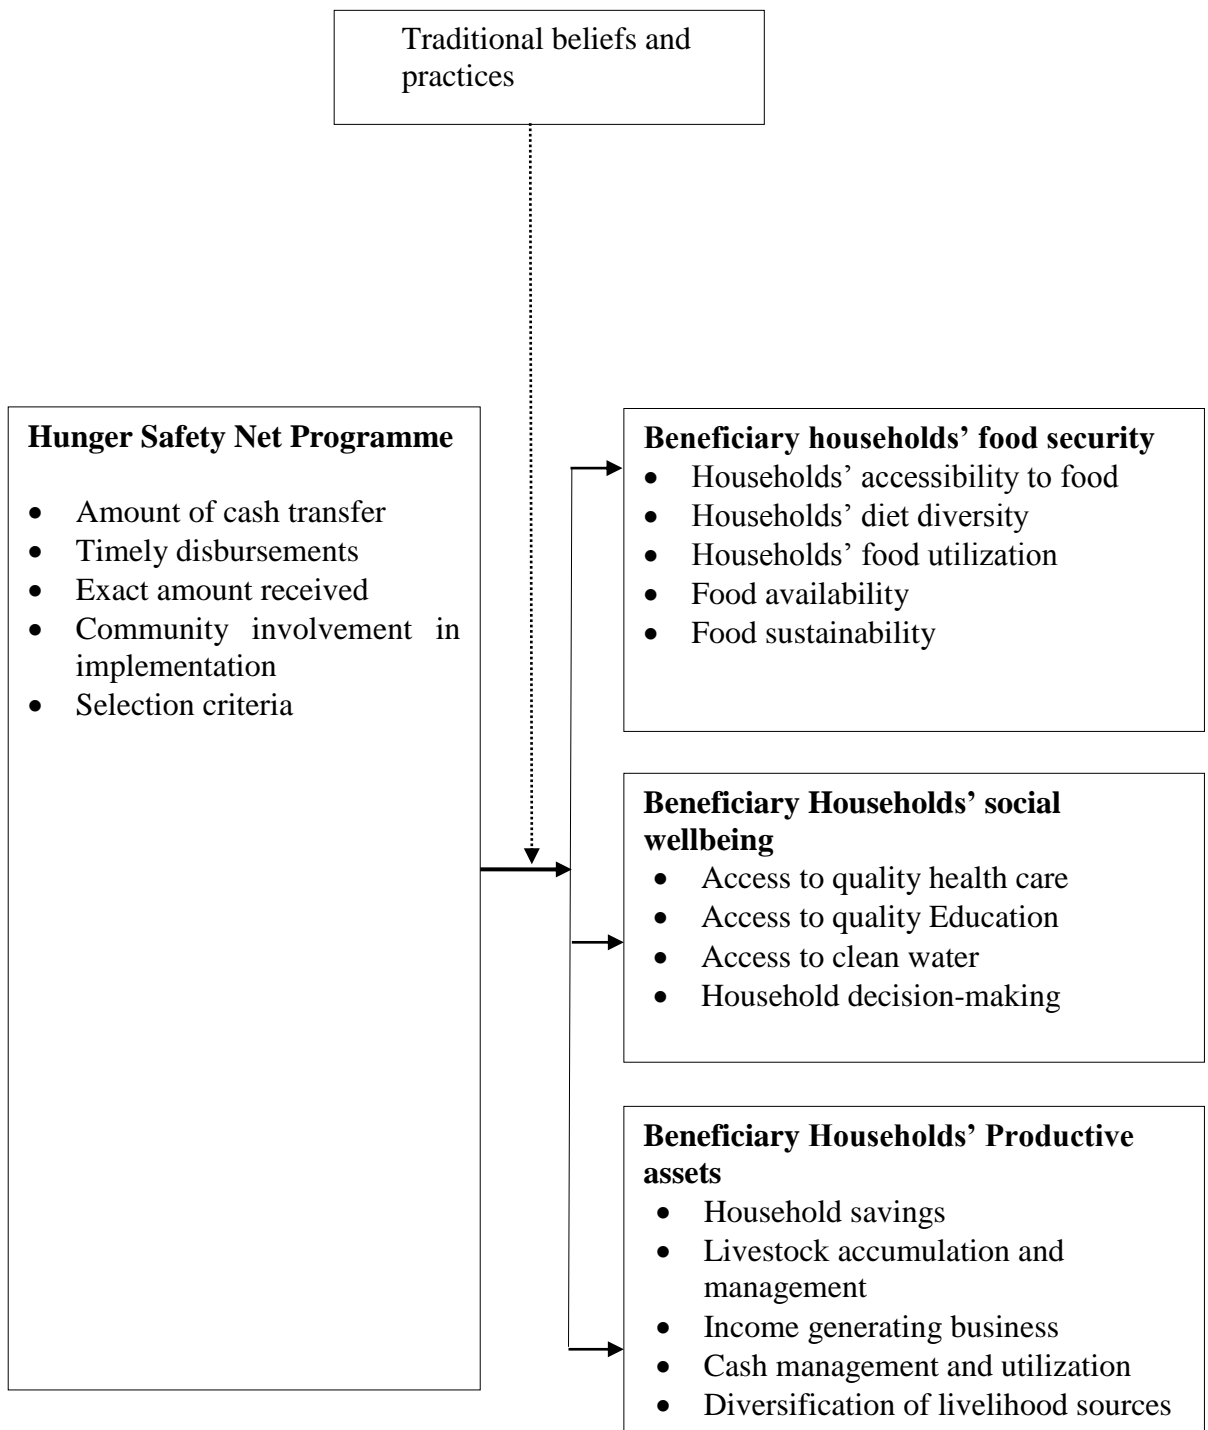 Traditional beliefs and
practices
Hunger Safety Net Programme
• Amount of cash transfer
• Timely disbursements
• Exact amount received
• Community involvement in
implementation
• Selection criteria
Beneficiary households’ food security
• Households’ accessibility to food
• Households’ diet diversity
• Households’ food utilization
• Food availability
• Food sustainability
Beneficiary Households’ social
wellbeing
• Access to quality health care
• Access to quality Education
• Access to clean water
• Household decision-making
Beneficiary Households’ Productive
assets
• Household savings
• Livestock accumulation and
management
• Income generating business
• Cash management and utilization
• Diversification of livelihood sources